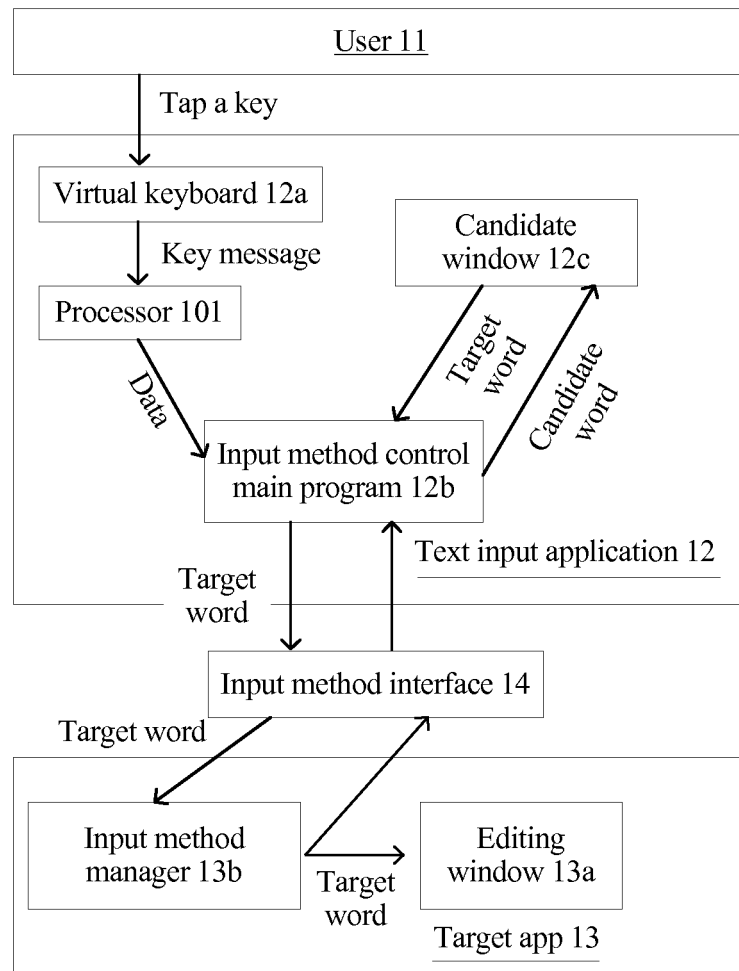 User 11
Tap a key
Virtual keyboard 12a
Key message
Processor 101
Data
Candidate
window 12c
Target
word
Candidate
word
Input method control
main program 12b
Text input application 12
Target
word
Input method interface 14
Target word
Input method
manager 13b
Target
word
Editing
window 13a
Target app 13